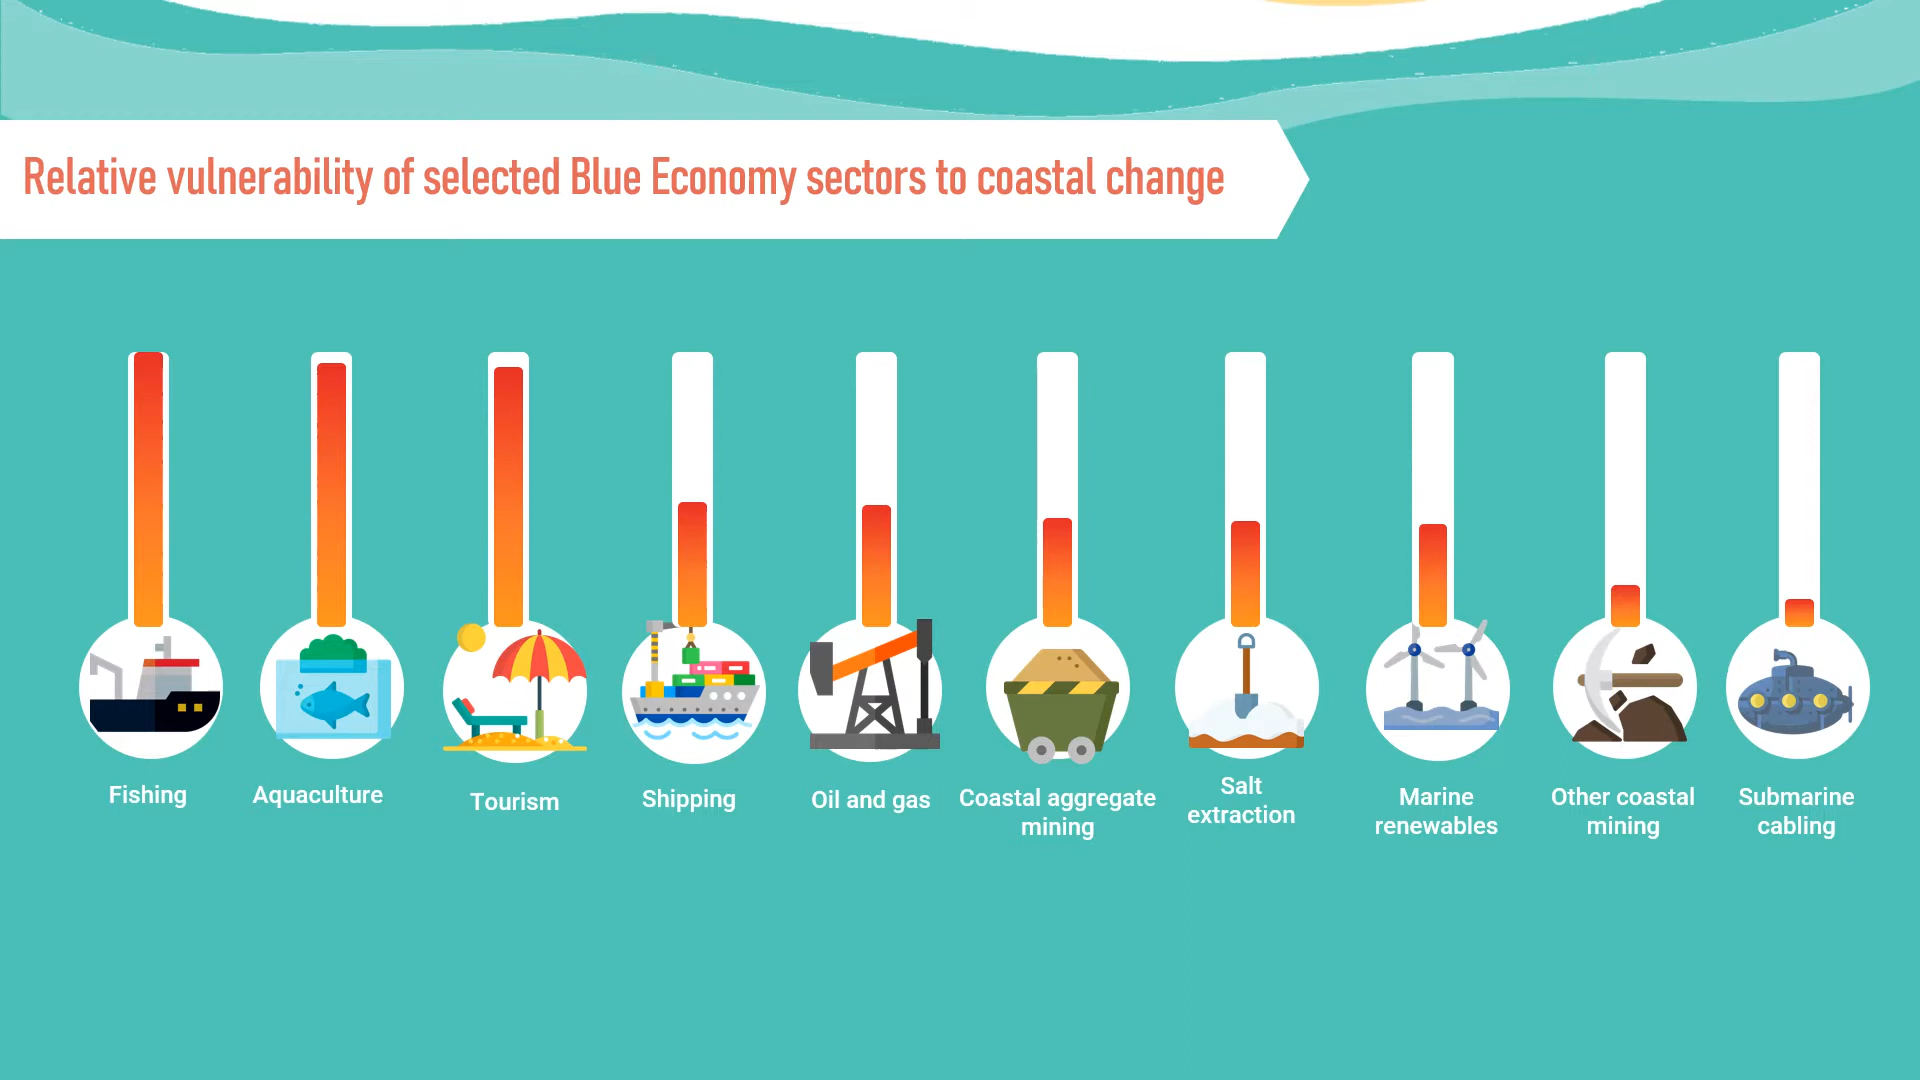 Relative vulnerability of selected Blue Economy sectors to coastal change
Fishing
Aquaculture
Tourism
Shipping
Oil and gas
Coastal aggregate
mining
Salt
extraction
Marine
renewables
Other coastal
mining
Submarine
cabling